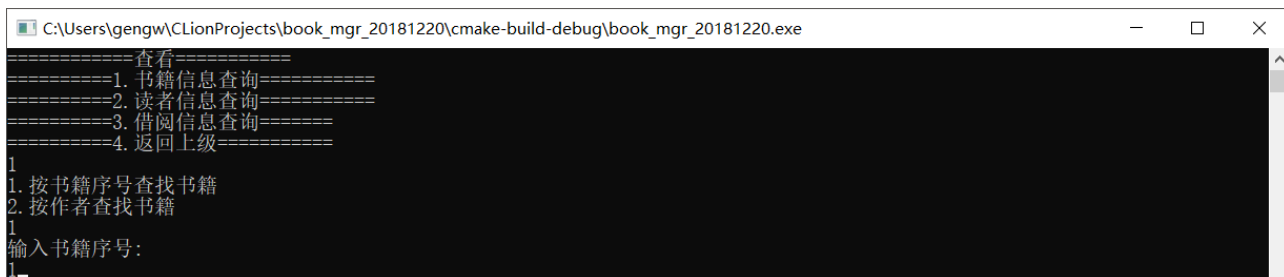 C:\Users\gengw\CLionProjects\book_mgr_20181220\cmake-build-debug\book_mgr_20181220.exe
============查看===========
==========1.书籍信息查询===========
==========2.读者信息查询===========
==========3.借阅信息查询=======
==========4.返回上级===========
1
1.按书籍序号查找书籍
2.按作者查找书籍
1
输入书籍序号:
1